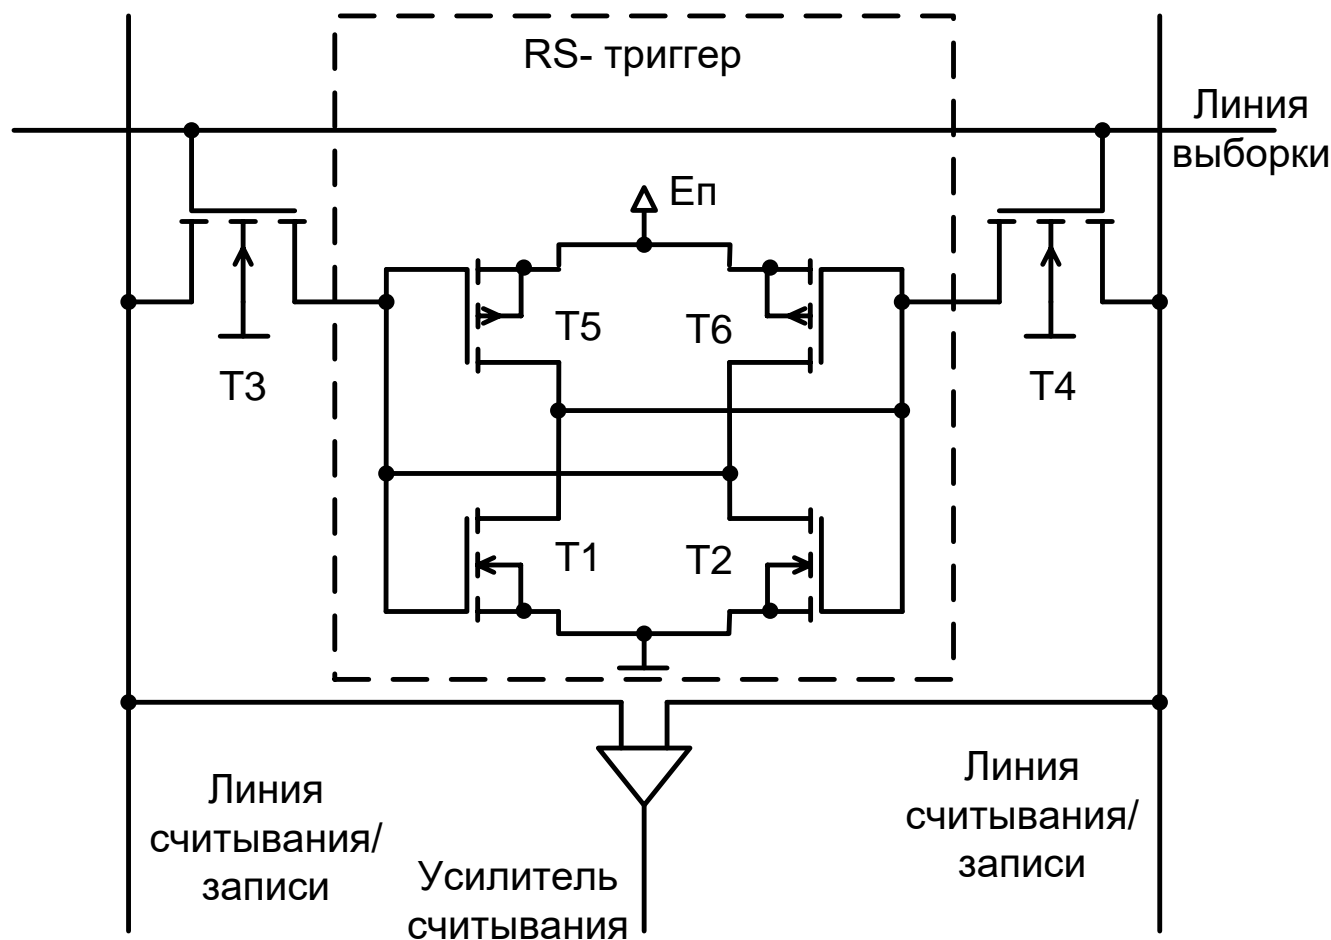 RS- триггер
Линия
выборки
Еп
T5
T6
T3
T4
T1
T2
Линия
считывания/
записи
Линия
считывания/
записи
Усилитель
считывания